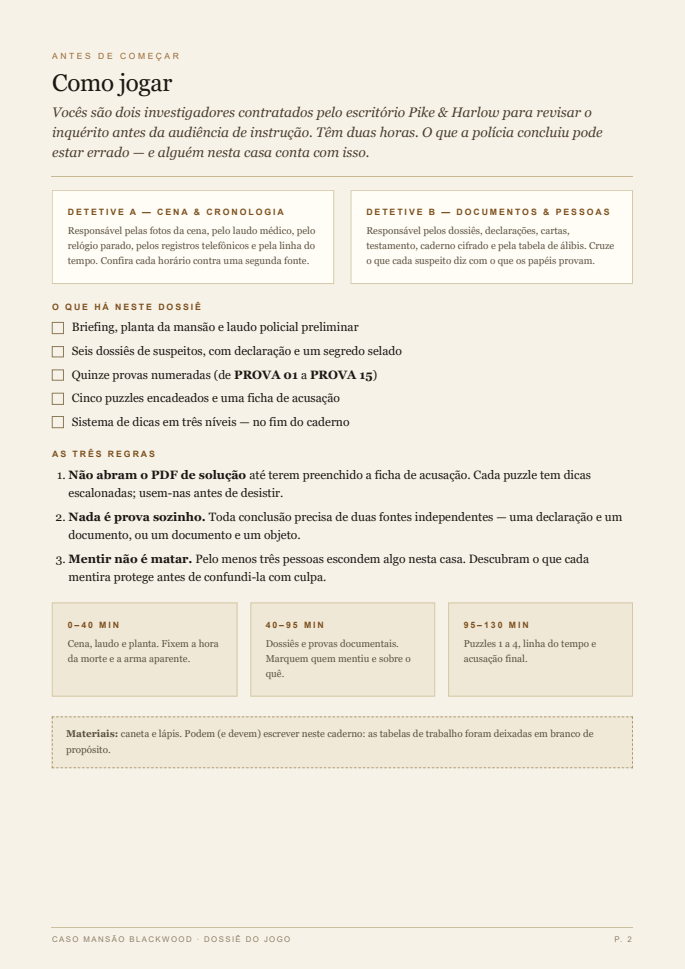 ANTES DE COMEÇAR
Como jogar
Vocês são dois investigadores contratados pelo escritório Pike & Harlow para revisar o
inquérito antes da audiência de instrução. Têm duas horas. O que a polícia concluiu pode
estar errado — e alguém nesta casa conta com isso.
DETETIVE A — CENA & CRONOLOGIA
Responsável pelas fotos da cena, pelo laudo médico, pelo
relógio parado, pelos registros telefônicos e pela linha do
tempo. Confira cada horário contra uma segunda fonte.
DETETIVE B — DOCUMENTOS & PESSOAS
Responsável pelos dossiês, declarações, cartas,
testamento, caderno cifrado e pela tabela de álibis. Cruze
o que cada suspeito diz com o que os papéis provam.
O QUE HÁ NESTE DOSSIÊ
Briefing, planta da mansão e laudo policial preliminar
Seis dossiês de suspeitos, com declaração e um segredo selado
Quinze provas numeradas (de PROVA 01 a PROVA 15)
Cinco puzzles encadeados e uma ficha de acusação
Sistema de dicas em três níveis — no fim do caderno
AS TRÊS REGRAS
1. Não abram o PDF de solução até terem preenchido a ficha de acusação. Cada puzzle tem dicas
escalonadas; usem-nas antes de desistir.
2. Nada é prova sozinho. Toda conclusão precisa de duas fontes independentes — uma declaração e um
documento, ou um documento e um objeto.
3. Mentir não é matar. Pelo menos três pessoas escondem algo nesta casa. Descubram o que cada
mentira protege antes de confundi-la com culpa.
0–40 MIN
Cena, laudo e planta. Fixem a hora
da morte e a arma aparente.
40–95 MIN
Dossiês e provas documentais.
Marquem quem mentiu e sobre o
quê.
95–130 MIN
Puzzles 1 a 4, linha do tempo e
acusação final.
Materiais: caneta e lápis. Podem (e devem) escrever neste caderno: as tabelas de trabalho foram deixadas em branco de
propósito.
CASO MANSÃO BLACKWOOD · DOSSIÊ DO JOGO
P. 2